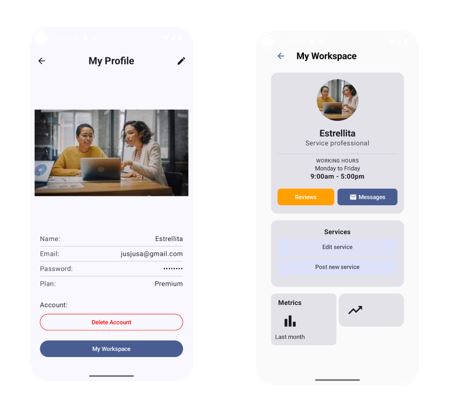 My Profile
Name: Estrellita
Email: jusjusa@gmail.com
Password: ••••••••
Plan: Premium
Account:
Delete Account
My Workspace
My Workspace
Estrellita
Service professional
WORKING HOURS
Monday to Friday
9:00am - 5:00pm
Reviews
Messages
Services
Edit service
Post new service
Metrics
Last month